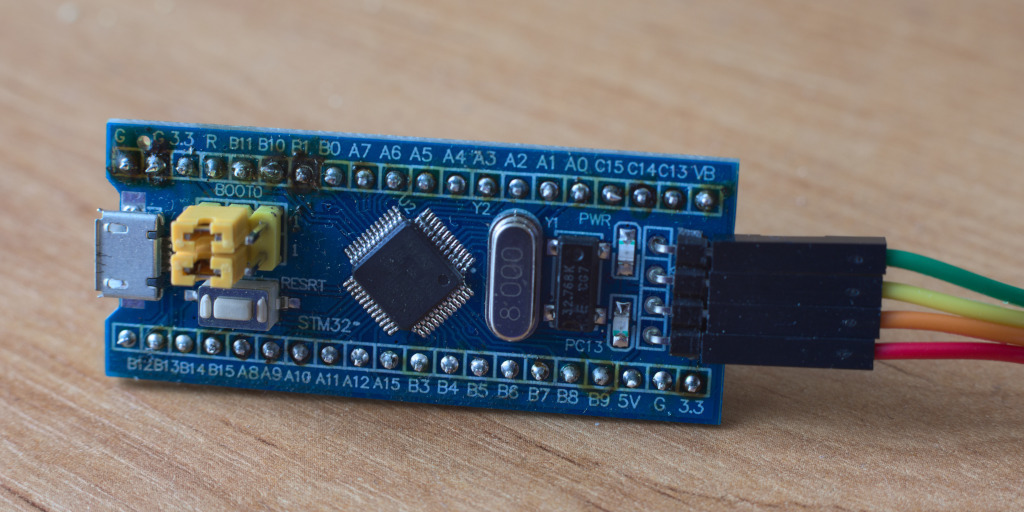 G G 3.3 R B11 B10 B1 B0 A7 A6 A5 A4 A3 A2 A1 A0 C15 C14 C13 VB
BOOT0
Y2
Y1
PWR
8.000
32.768K
RESRT
STM32
PC13
B12 B13 B14 B15 A8 A9 A10 A11 A12 A15 B3 B4 B5 B6 B7 B8 B9 5V G 3.3